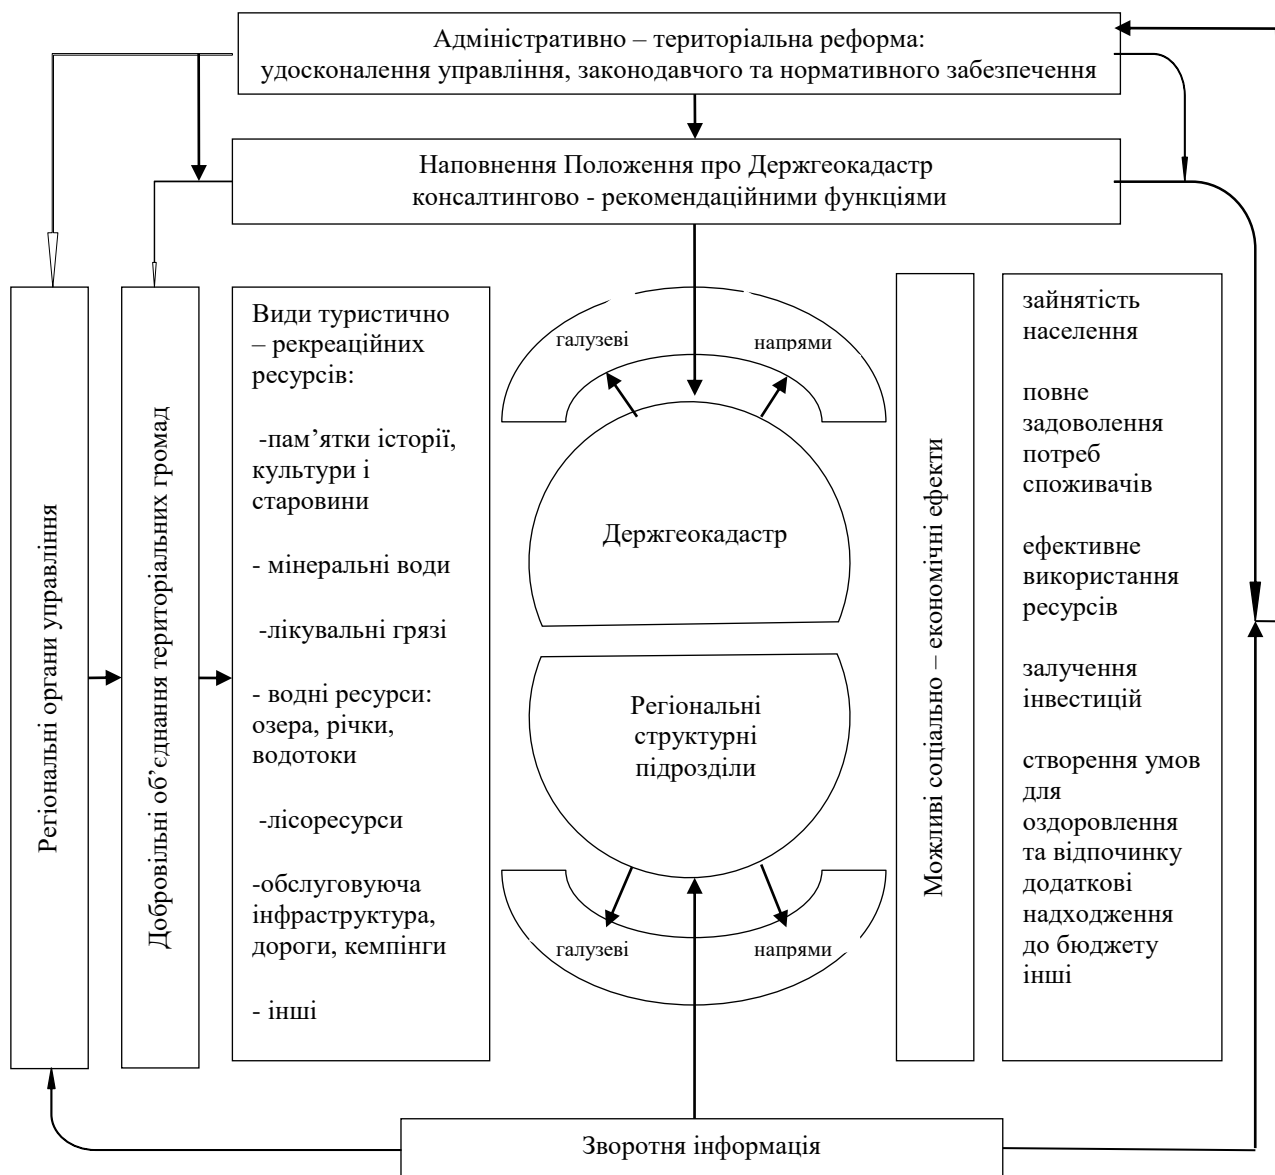 Адміністративно – територіальна реформа:
удосконалення управління, законодавчого та нормативного забезпечення
Наповнення Положення про Держгеокадастр
консалтингово - рекомендаційними функціями
Регіональні органи управління
Добровільні об’єднання територіальних громад
Види туристично
– рекреаційних
ресурсів:
-пам’ятки історії,
культури і
старовини
- мінеральні води
-лікувальні грязі
- водні ресурси:
озера, річки,
водотоки
-лісоресурси
-обслуговуюча
інфраструктура,
дороги, кемпінги
- інші
галузеві
напрями
Держгеокадастр
Регіональні
структурні
підрозділи
галузеві
напрями
Можливі соціально – економічні ефекти
зайнятість
населення
повне
задоволення
потреб
споживачів
ефективне
використання
ресурсів
залучення
інвестицій
створення умов
для
оздоровлення
та відпочинку
додаткові
надходження
до бюджету
інші
Зворотня інформація